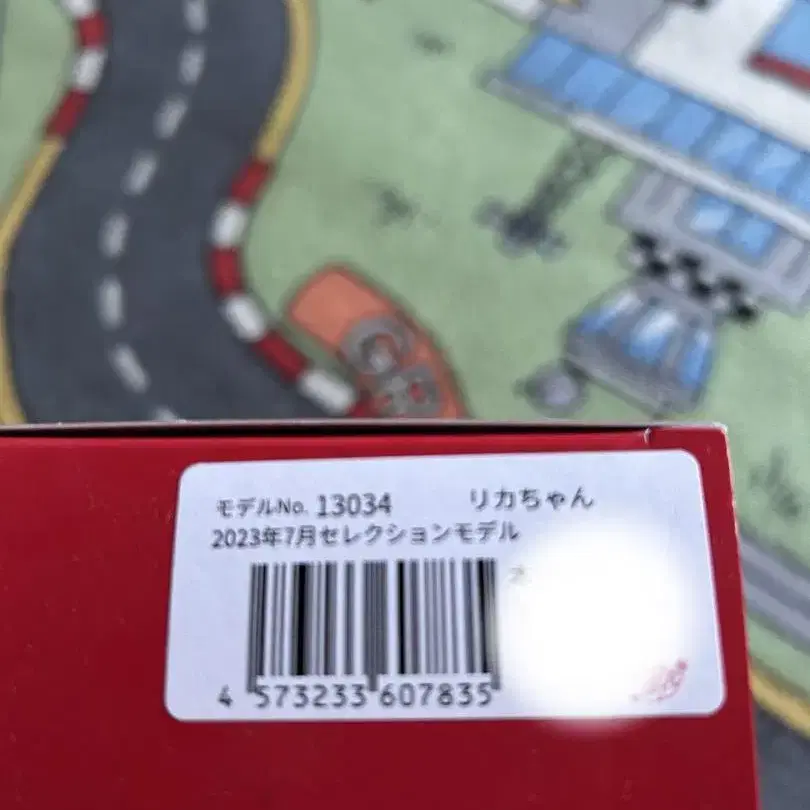 GR
モデルNo. 13034 リカちゃん
2023年7月セレクションモデル
4 573233 607835